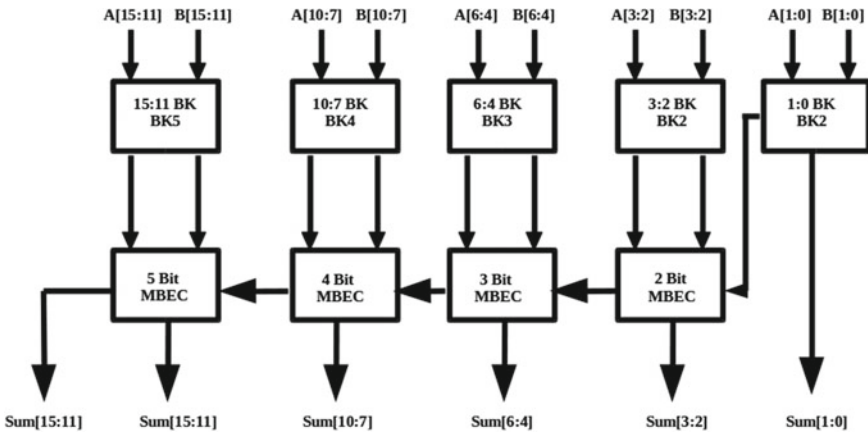 A[15:11] B[15:11] A[10:7] B[10:7] A[6:4] B[6:4] A[3:2] B[3:2] A[1:0] B[1:0]
15:11 BK
BK5
10:7 BK
BK4
6:4 BK
BK3
3:2 BK
BK2
1:0 BK
BK2
5 Bit
MBEC
4 Bit
MBEC
3 Bit
MBEC
2 Bit
MBEC
Sum[15:11] Sum[15:11] Sum[10:7] Sum[6:4] Sum[3:2] Sum[1:0]